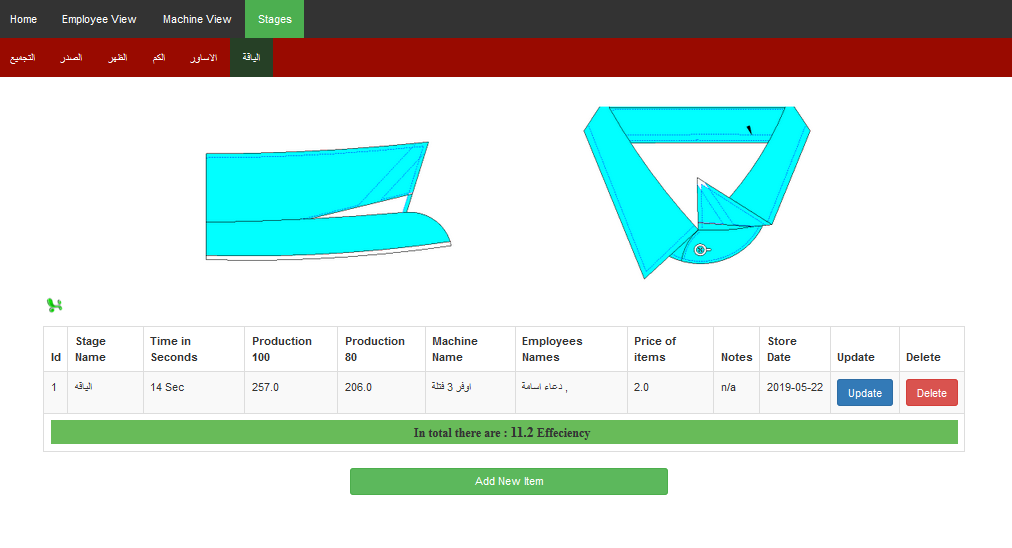 Home Employee View Machine View Stages
التجميع الصدر الظهر الكم الاساور الياقة
Id Stage Name Time in Seconds Production 100 Production 80 Machine Name Employees Names Price of items Notes Store Date Update Delete
1 الياقه 14 Sec 257.0 206.0 اوفر 3 فتلة دعاء اسامة , 2.0 n/a 2019-05-22 Update Delete
In total there are : 11.2 Effeciency
Add New Item